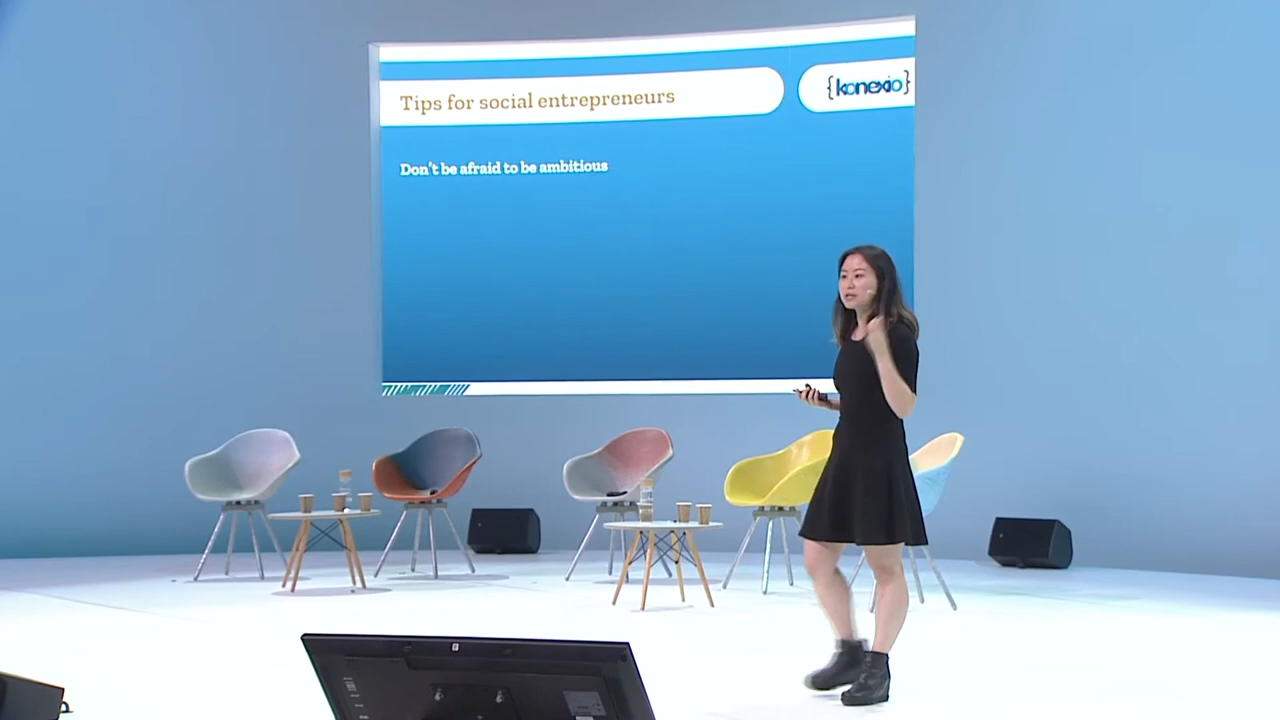 Tips for social entrepreneurs
{konexio}
Don't be afraid to be ambitious